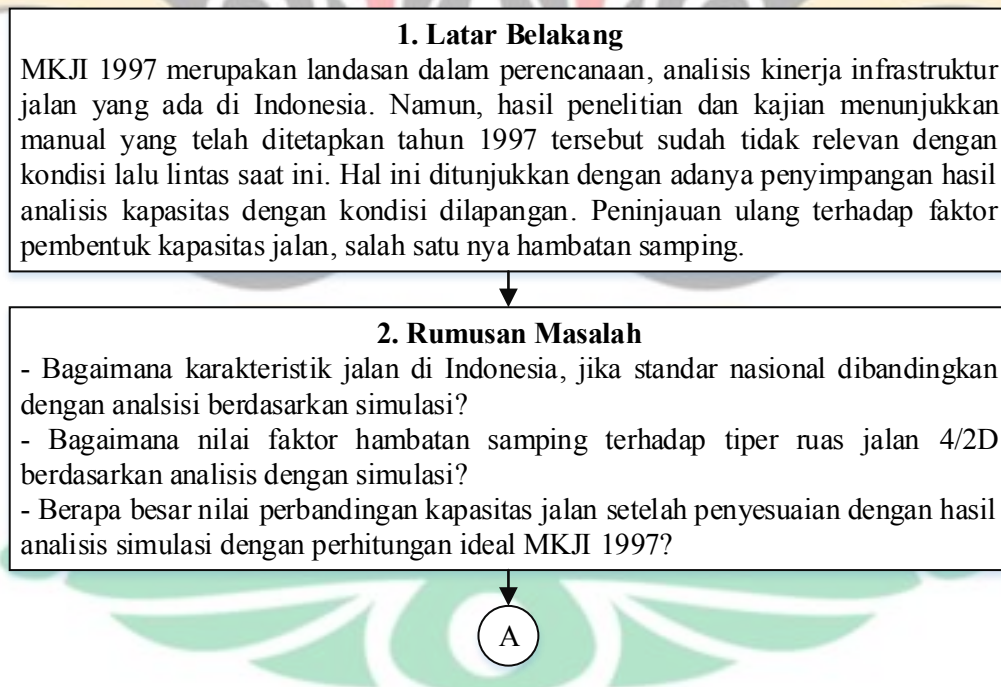 1. Latar Belakang
MKJI 1997 merupakan landasan dalam perencanaan, analisis kinerja infrastruktur
jalan yang ada di Indonesia. Namun, hasil penelitian dan kajian menunjukkan
manual yang telah ditetapkan tahun 1997 tersebut sudah tidak relevan dengan
kondisi lalu lintas saat ini. Hal ini ditunjukkan dengan adanya penyimpangan hasil
analisis kapasitas dengan kondisi dilapangan. Peninjauan ulang terhadap faktor
pembentuk kapasitas jalan, salah satu nya hambatan samping.
2. Rumusan Masalah
- Bagaimana karakteristik jalan di Indonesia, jika standar nasional dibandingkan
dengan analsisi berdasarkan simulasi?
- Bagaimana nilai faktor hambatan samping terhadap tiper ruas jalan 4/2D
berdasarkan analisis dengan simulasi?
- Berapa besar nilai perbandingan kapasitas jalan setelah penyesuaian dengan hasil
analisis simulasi dengan perhitungan ideal MKJI 1997?
A